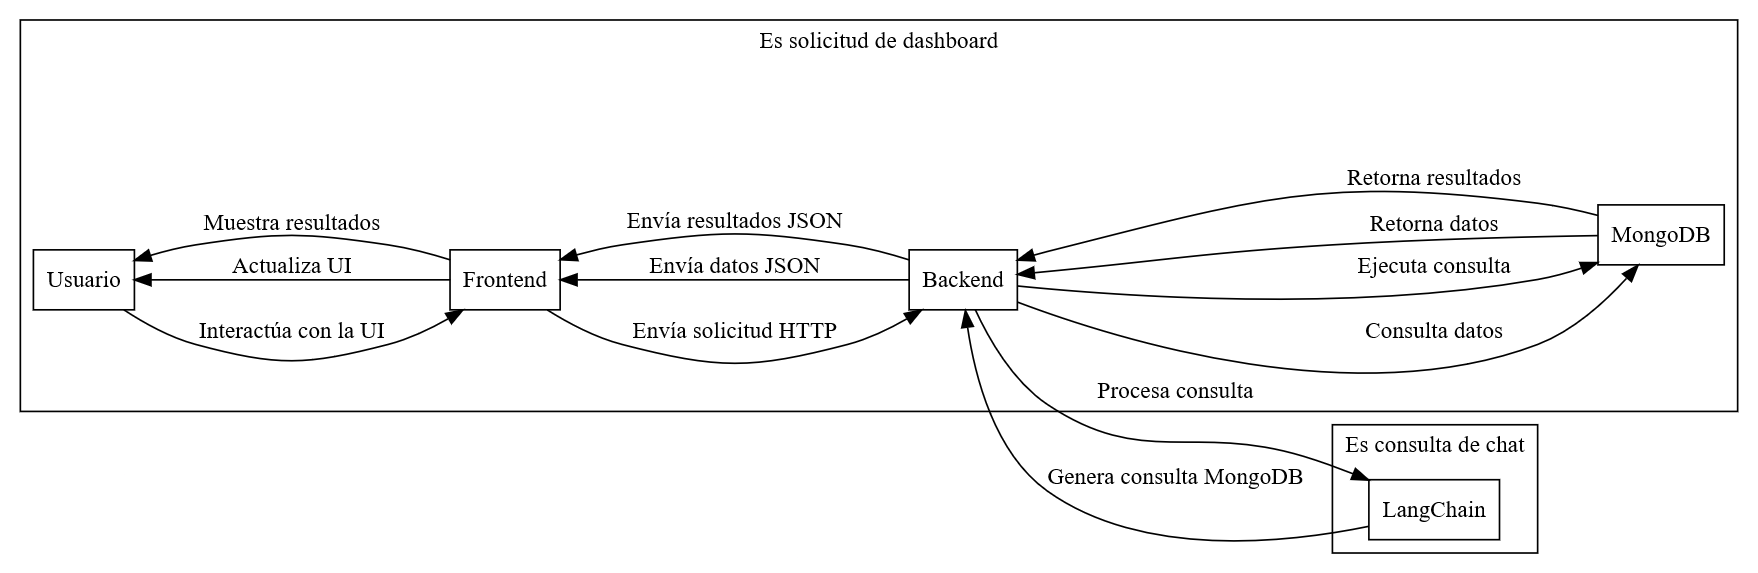 Es solicitud de dashboard
Retorna resultados
Muestra resultados
Envía resultados JSON
Retorna datos
MongoDB
Actualiza UI
Envía datos JSON
Ejecuta consulta
Usuario
Frontend
Backend
Interactúa con la UI
Envía solicitud HTTP
Consulta datos
Procesa consulta
Es consulta de chat
Genera consulta MongoDB
LangChain